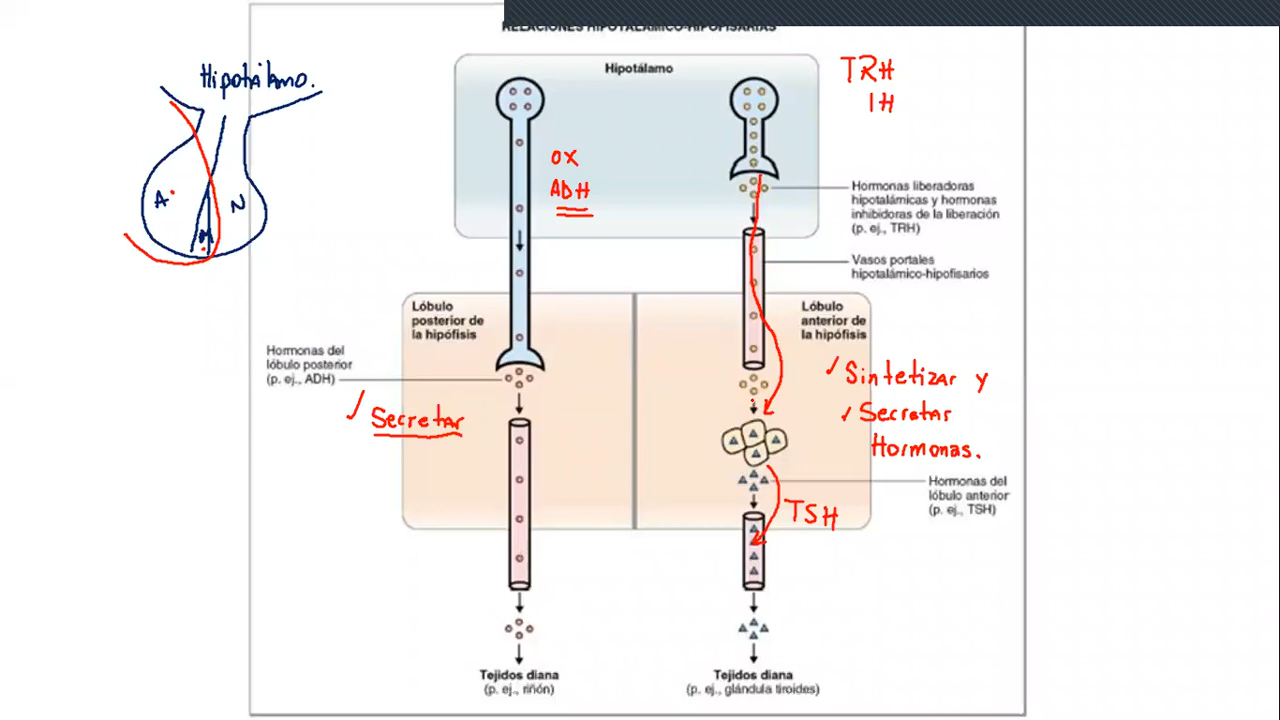 RELACIONES HIPOTALÁMICO-HIPOFISARIAS
Hipotálamo.
A
N
Hipotálamo
TRH
IH
OX
ADH
Hormonas liberadoras
hipotalámicas y hormonas
inhibidoras de la liberación
(p. ej., TRH)
Vasos portales
hipotalámico-hipofisarios
Lóbulo
posterior de
la hipófisis
Lóbulo
anterior de
la hipófisis
Hormonas del
lóbulo posterior
(p. ej., ADH)
✓ Secretar
✓ Sintetizar y
✓ Secretar
Hormonas.
Hormonas del
lóbulo anterior
(p. ej., TSH)
TSH
Tejidos diana
(p. ej., riñón)
Tejidos diana
(p. ej., glándula tiroides)